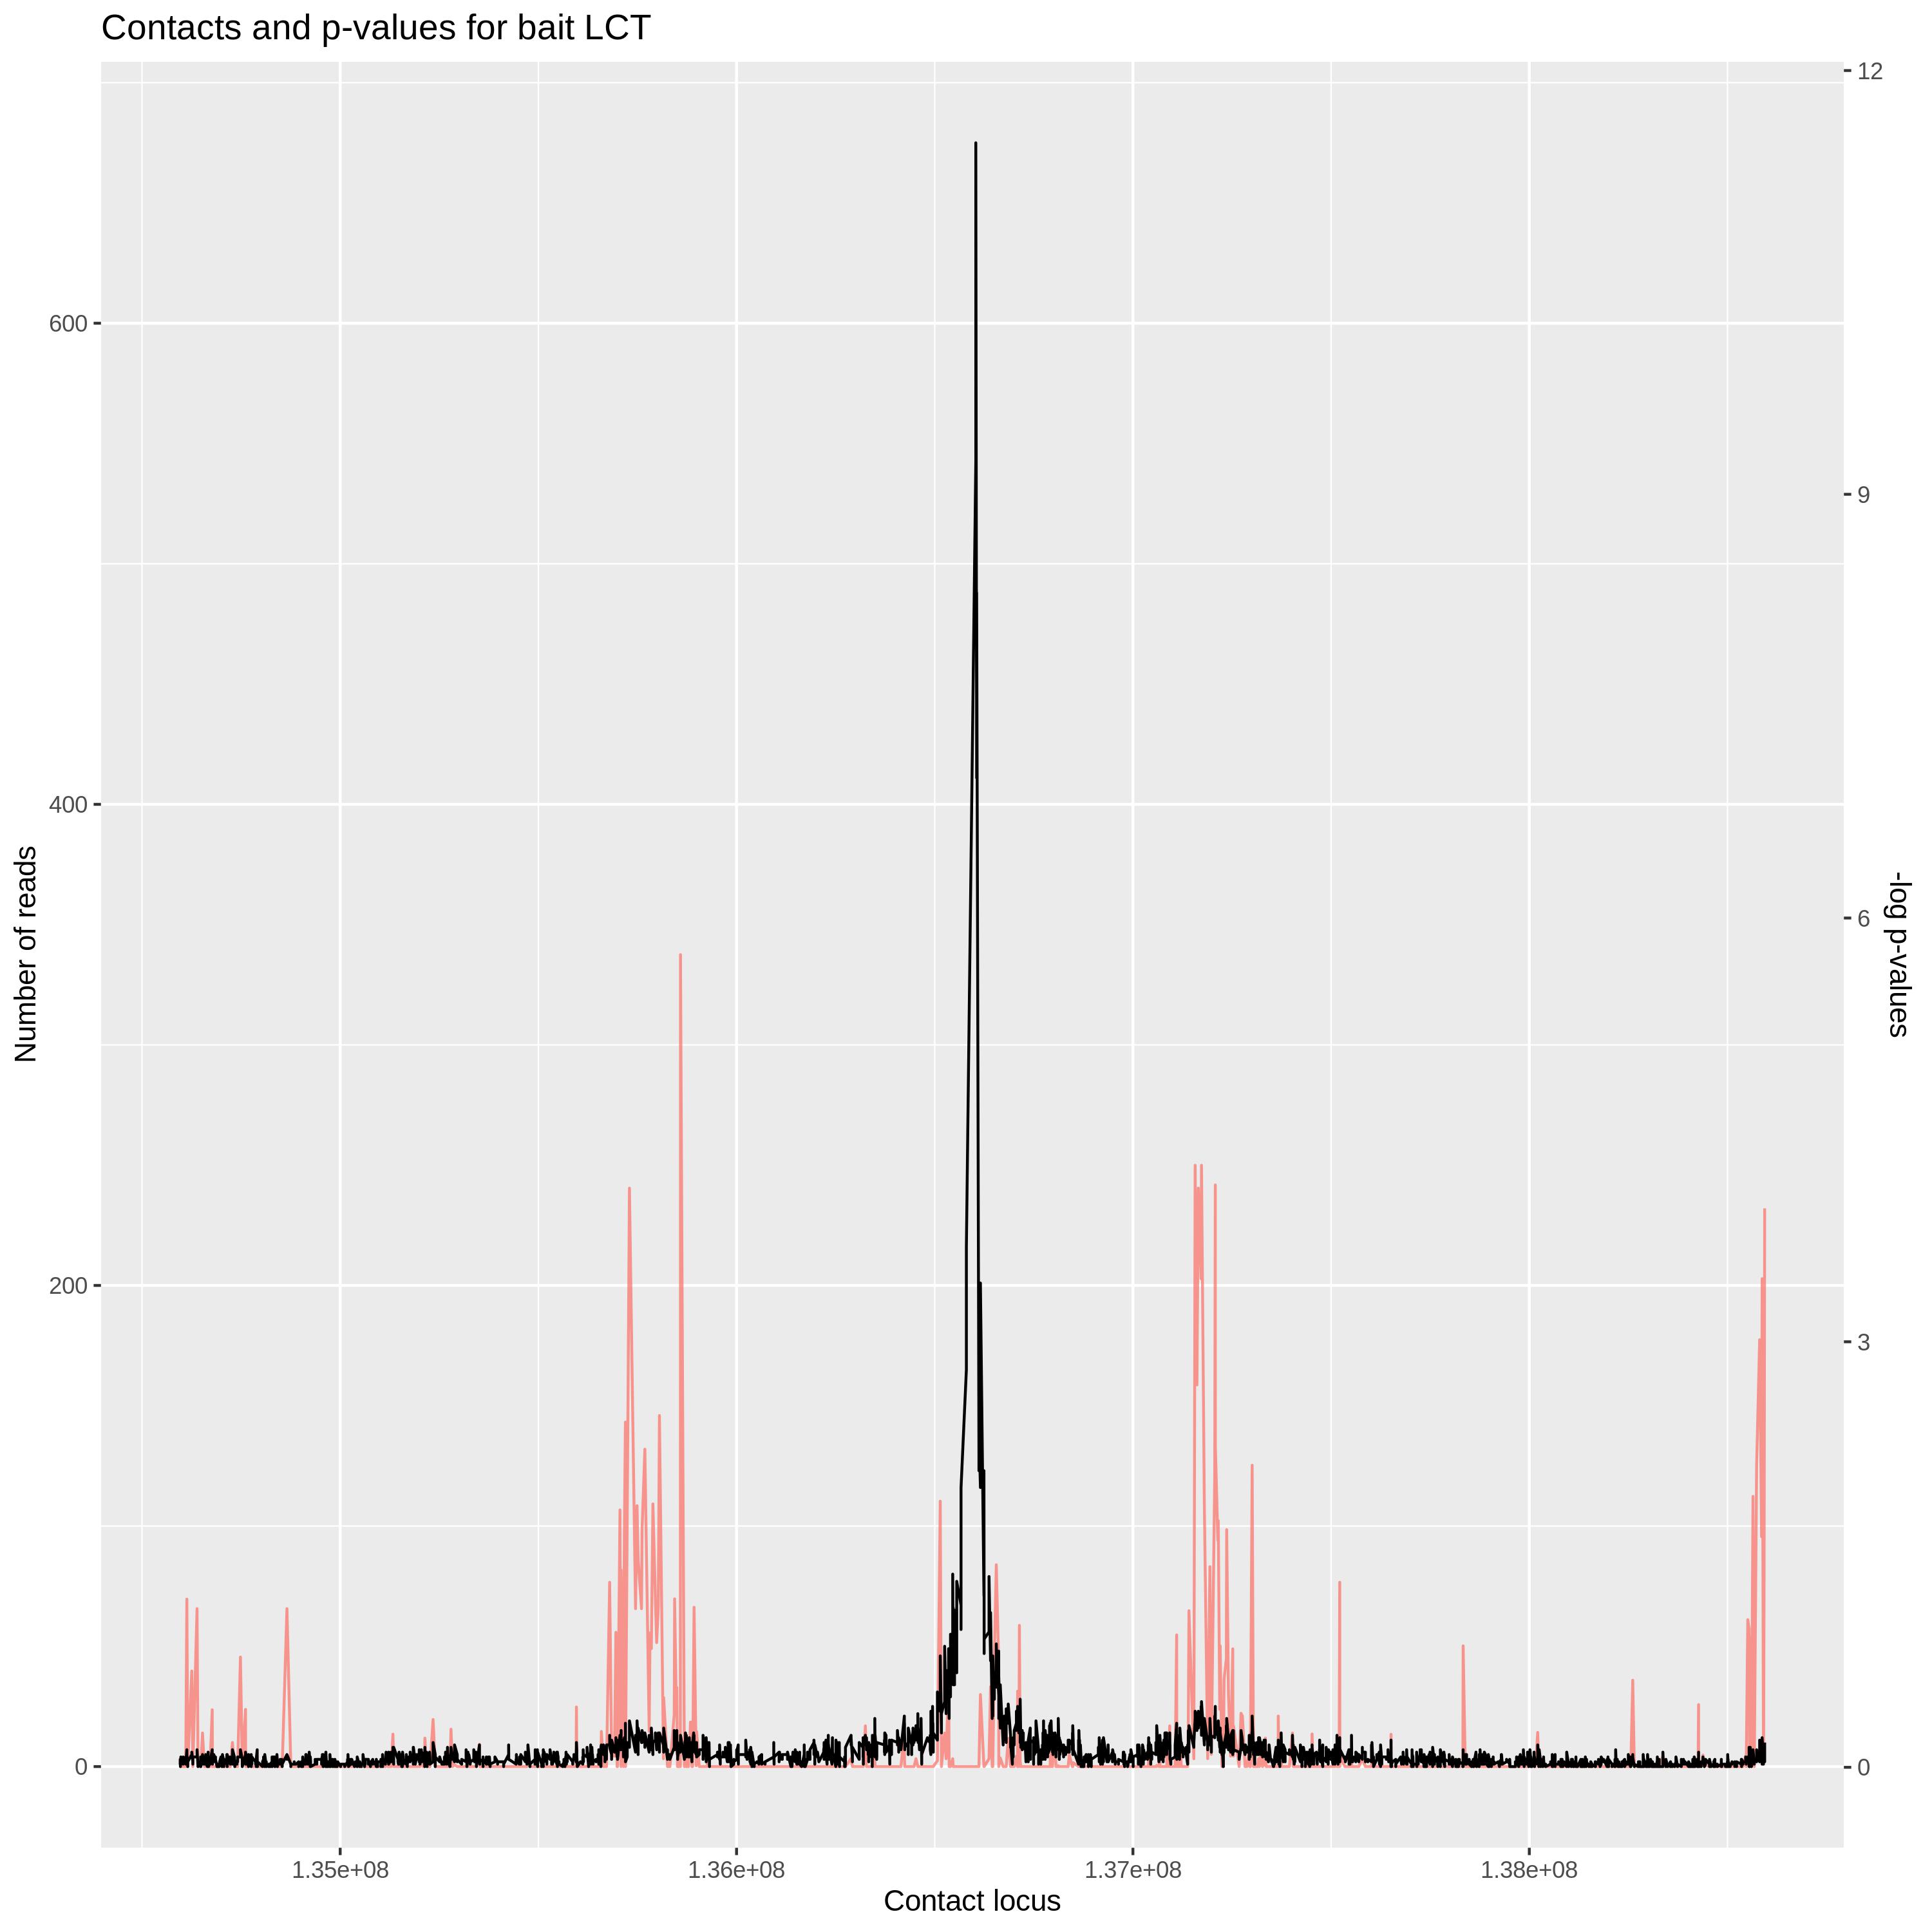 Contacts and p-values for bait LCT
12
600
9
400
6
Number of reads
-log p-values
200
3
0
0
1.35e+08
1.36e+08
1.37e+08
1.38e+08
Contact locus